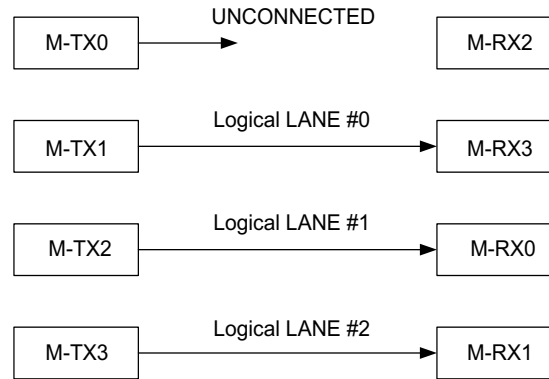 UNCONNECTED
M-TX0 M-RX2
Logical LANE #0
M-TX1 M-RX3
Logical LANE #1
M-TX2 M-RX0
Logical LANE #2
M-TX3 M-RX1